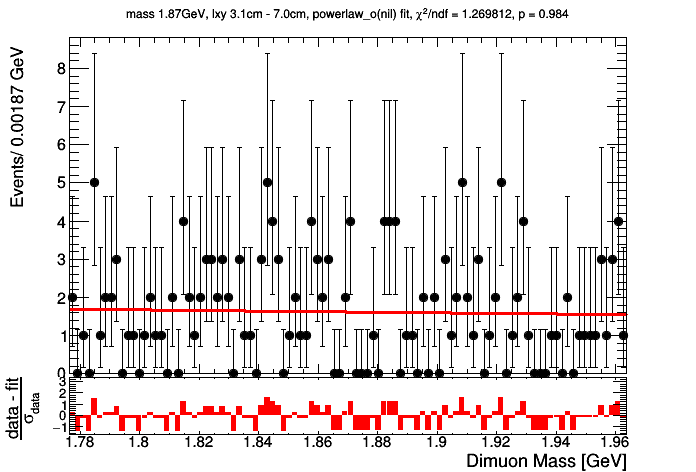 mass 1.87GeV, lxy 3.1cm - 7.0cm, powerlaw_o(nil) fit, χ²/ndf = 1.269812, p = 0.984
Events/ 0.00187 GeV
8
7
6
5
4
3
2
1
0
data - fit
σdata
3
2
1
0
−1
1.78 1.8 1.82 1.84 1.86 1.88 1.9 1.92 1.94 1.96
Dimuon Mass [GeV]